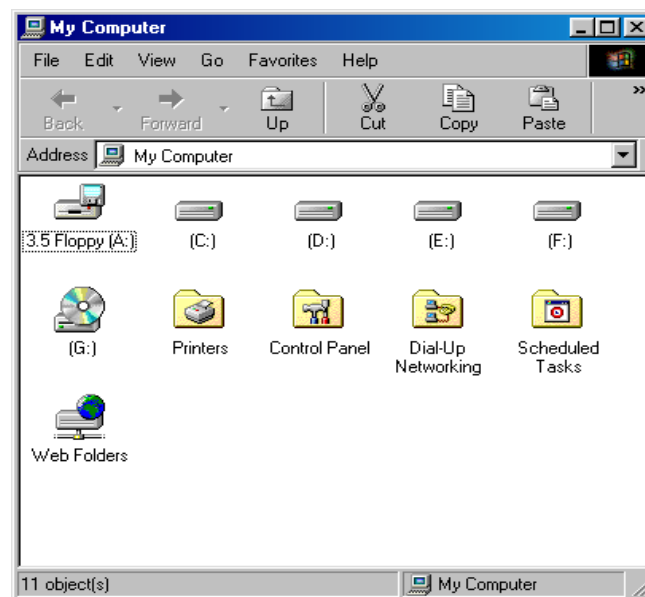 My Computer
File Edit View Go Favorites Help
»
Back Forward Up Cut Copy Paste
Address My Computer
3.5 Floppy (A:) (C:) (D:) (E:) (F:)
(G:) Printers Control Panel Dial-Up Networking Scheduled Tasks
Web Folders
11 object(s) My Computer